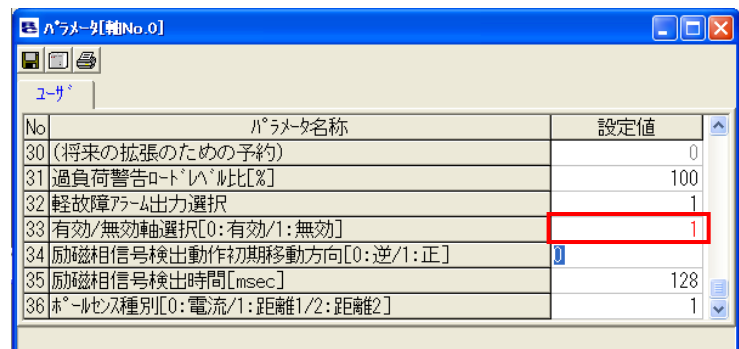 ﾊﾟﾗﾒｰﾀ[軸No.0]
ﾕｰｻﾞ
No ﾊﾟﾗﾒｰﾀ名称 設定値
30 (将来の拡張のための予約) 0
31 過負荷警告ﾛｰﾄﾞﾚﾍﾞﾙ比[%] 100
32 軽故障ｱﾗｰﾑ出力選択 1
33 有効/無効軸選択[0:有効/1:無効] 1
34 励磁相信号検出動作初期移動方向[0:逆/1:正] 0
35 励磁相信号検出時間[msec] 128
36 ﾎﾟｰﾙｾﾝｽ種別[0:電流/1:距離1/2:距離2] 1